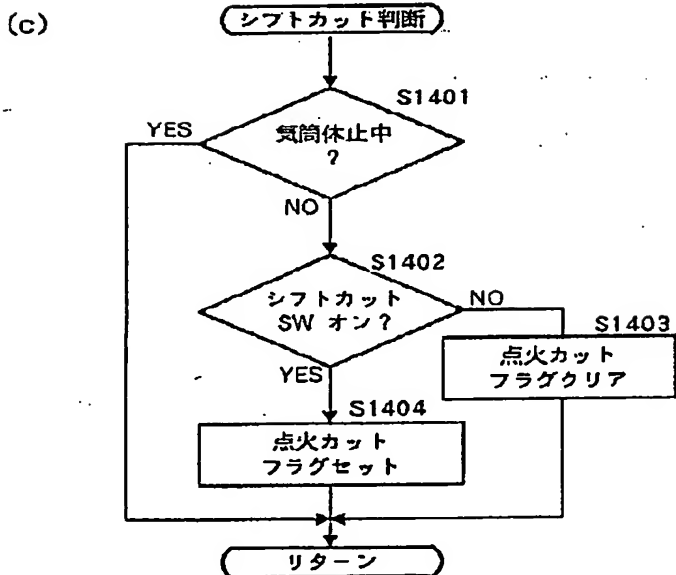 (c)
シフトカット判断
S1401
YES
気筒休止中
?
NO
S1402
シフトカット
SW オン?
NO
S1403
点火カット
フラグクリア
YES
S1404
点火カット
フラグセット
リターン